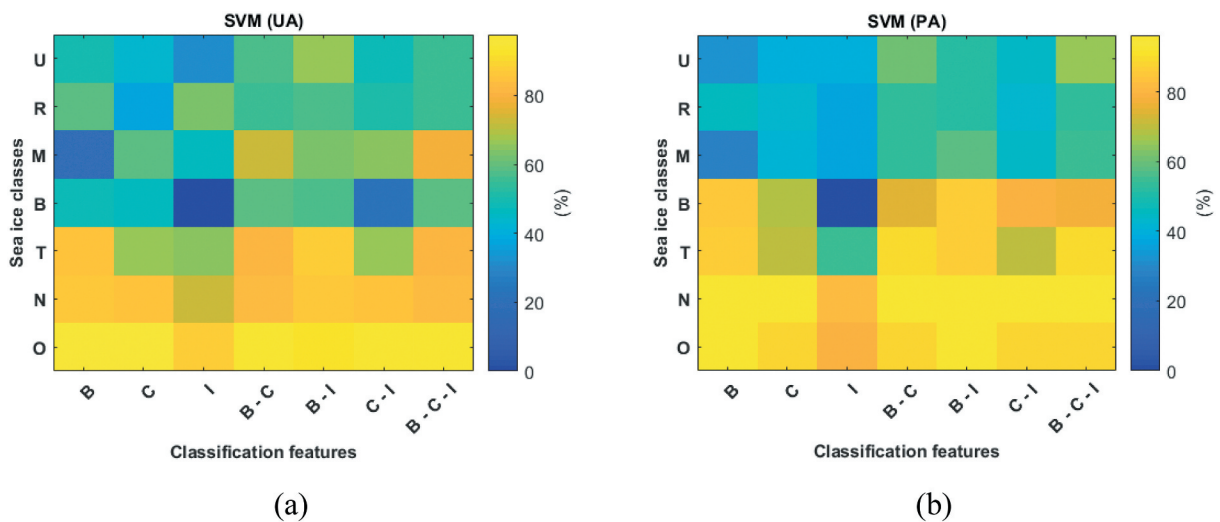 SVM (UA)
U
R
M
B
T
N
O
Sea ice classes
B
C
I
B - C
B - I
C - I
B - C - I
Classification features
80
60
40
20
0
(%)
(a)
SVM (PA)
U
R
M
B
T
N
O
Sea ice classes
B
C
I
B - C
B - I
C - I
B - C - I
Classification features
80
60
40
20
0
(%)
(b)